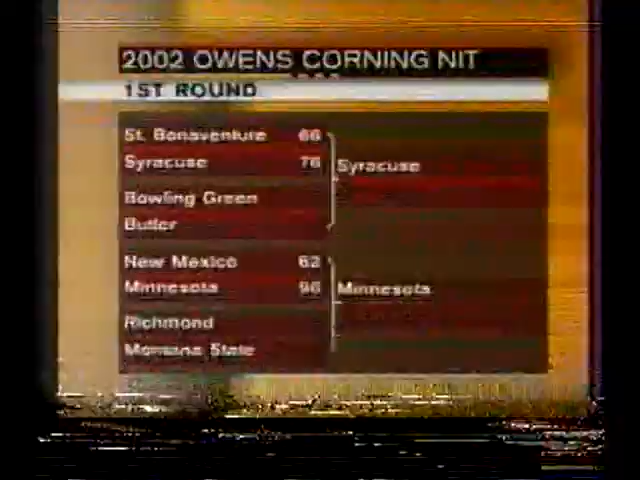 2002 OWENS CORNING NIT
1ST ROUND
St. Bonaventure 66
Syracuse 76
Syracuse
Bowling Green
Butler
New Mexico 62
Minnesota 96
Minnesota
Richmond
Montana State